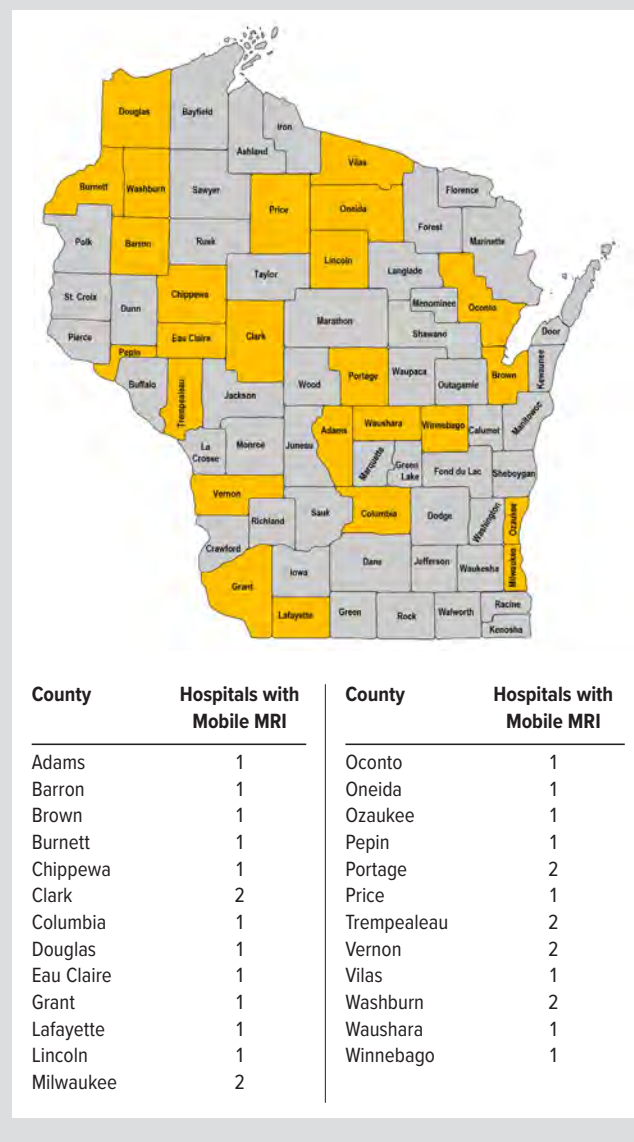 Douglas
Bayfield
Iron
Ashland
Vilas
Burnett
Washburn
Sawyer
Florence
Price
Oneida
Forest
Marinette
Polk
Barron
Rusk
Lincoln
Langlade
Taylor
Chippewa
St. Croix
Dunn
Menominee
Oconto
Marathon
Shawano
Door
Pierce
Eau Claire
Clark
Pepin
Brown
Kewaunee
Buffalo
Trempealeau
Wood
Portage
Waupaca
Outagamie
Jackson
Adams
Waushara
Winnebago
Calumet
Manitowoc
La
Crosse
Monroe
Juneau
Marquette
Green
Lake
Fond du Lac
Sheboygan
Vernon
Richland
Sauk
Columbia
Dodge
Washington
Ozaukee
Crawford
Grant
Iowa
Dane
Jefferson
Waukesha
Milwaukee
Lafayette
Green
Rock
Walworth
Racine
Kenosha
County Hospitals with
Mobile MRI
Adams 1
Barron 1
Brown 1
Burnett 1
Chippewa 1
Clark 2
Columbia 1
Douglas 1
Eau Claire 1
Grant 1
Lafayette 1
Lincoln 1
Milwaukee 2
County Hospitals with
Mobile MRI
Oconto 1
Oneida 1
Ozaukee 1
Pepin 1
Portage 2
Price 1
Trempealeau 2
Vernon 2
Vilas 1
Washburn 2
Waushara 1
Winnebago 1